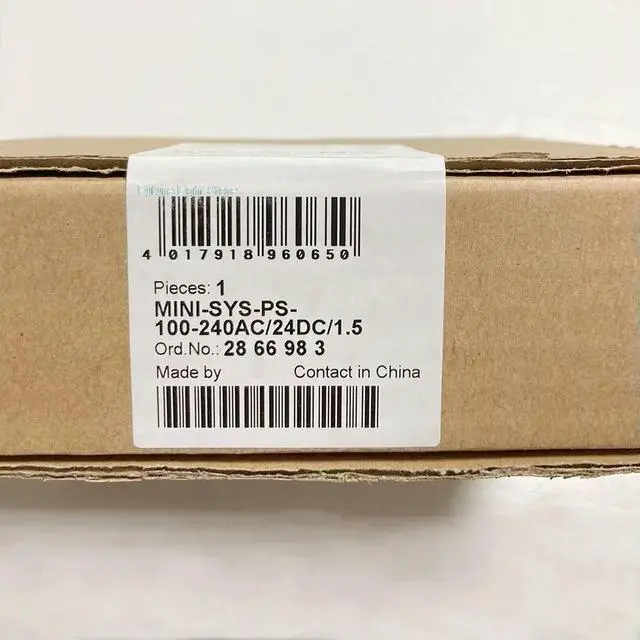 4 017918 960650
Pieces: 1
MINI-SYS-PS-
100-240AC/24DC/1.5
Ord.No.: 28 66 98 3
Made by Contact in China